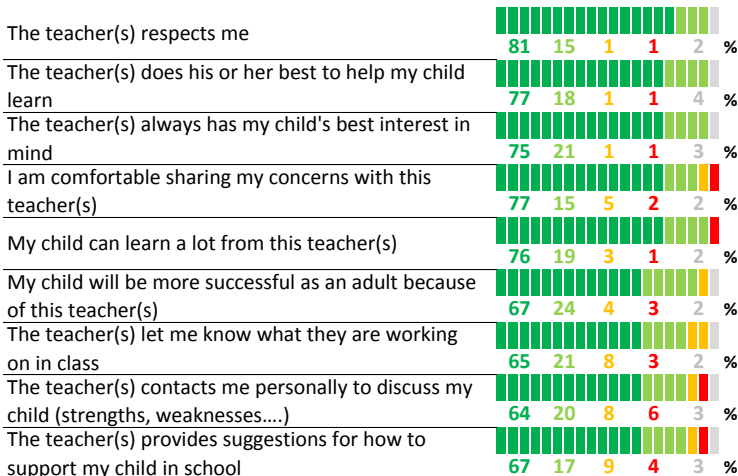 The teacher(s) respects me
81 15 1 1 2 %
The teacher(s) does his or her best to help my child
learn
77 18 1 1 4 %
The teacher(s) always has my child's best interest in
mind
75 21 1 1 3 %
I am comfortable sharing my concerns with this
teacher(s)
77 15 5 2 2 %
My child can learn a lot from this teacher(s)
76 19 3 1 2 %
My child will be more successful as an adult because
of this teacher(s)
67 24 4 3 2 %
The teacher(s) let me know what they are working
on in class
65 21 8 3 2 %
The teacher(s) contacts me personally to discuss my
child (strengths, weaknesses....)
64 20 8 6 3 %
The teacher(s) provides suggestions for how to
support my child in school
67 17 9 4 3 %